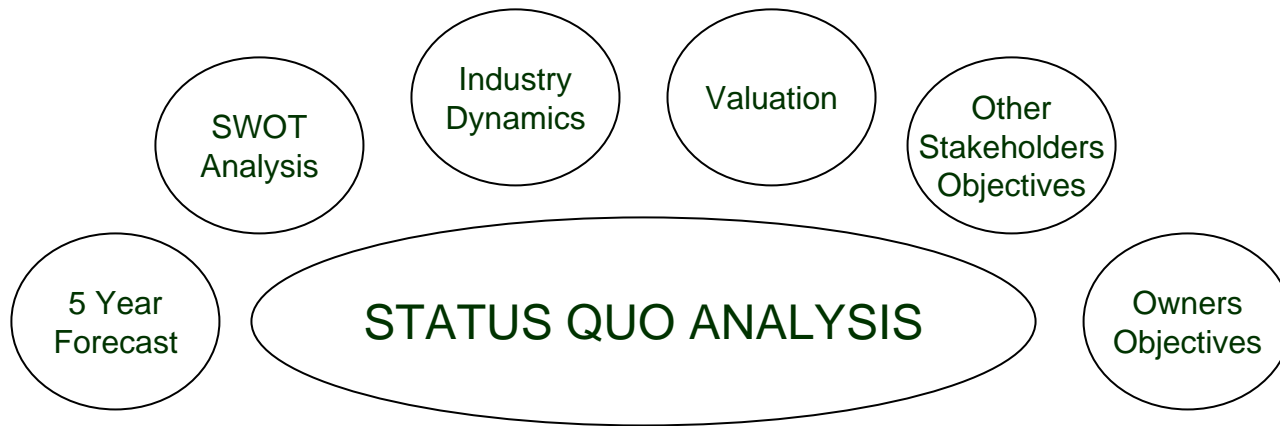 5 Year
Forecast
SWOT
Analysis
Industry
Dynamics
Valuation
Other
Stakeholders
Objectives
Owners
Objectives
STATUS QUO ANALYSIS